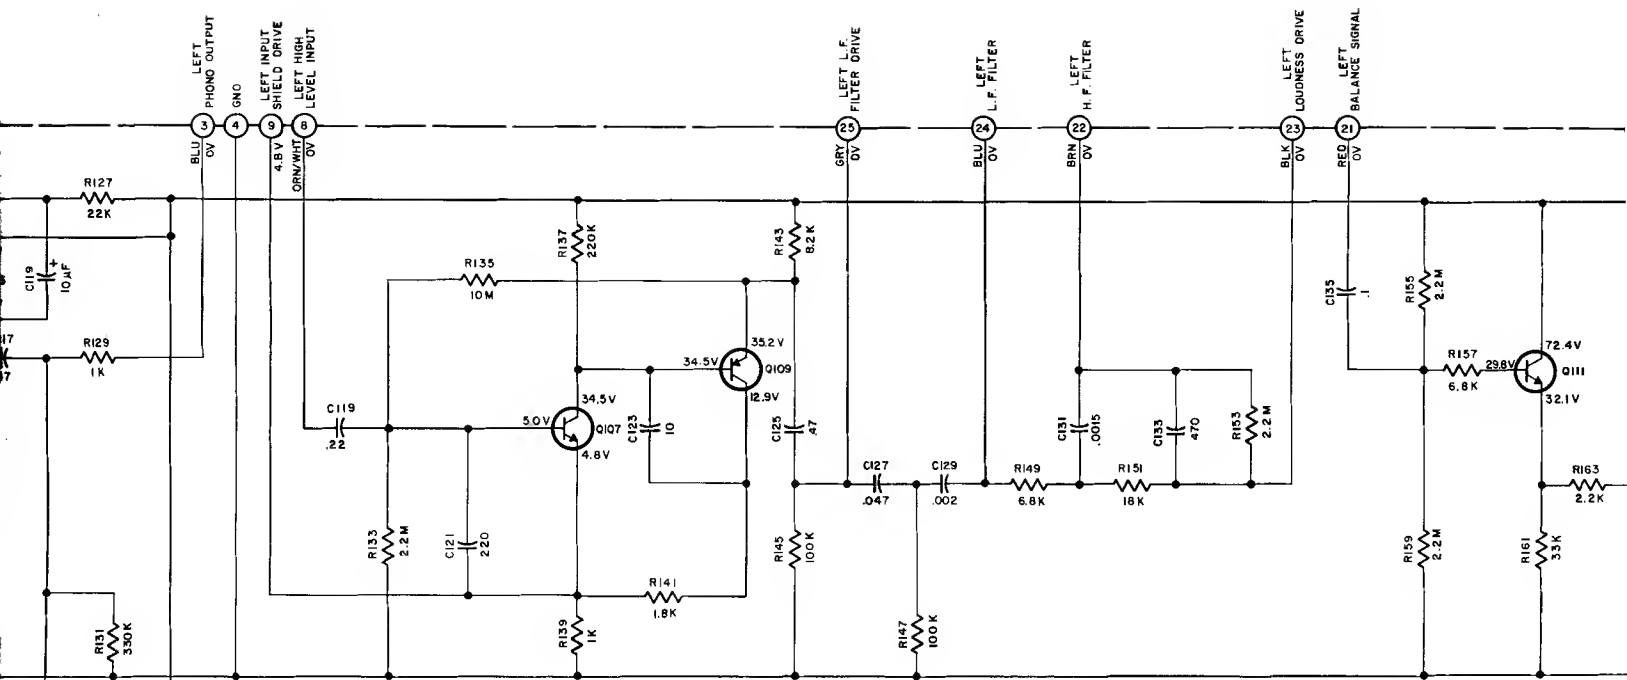 LEFT
PHONO OUTPUT
GND
LEFT INPUT
SHIELD DRIVE
LEFT HIGH
LEVEL INPUT
LEFT L.F.
FILTER DRIVE
LEFT
L.F. FILTER
LEFT
H.F. FILTER
LEFT
LOUDNESS DRIVE
LEFT
BALANCE SIGNAL
3
4
9
8
25
24
22
23
21
BLU
0V
4.8V
ORN/WHT
0V
GRY
0V
BLU
0V
BRN
0V
BLK
0V
RED
0V
R127
22K
C119
+
10µF
R129
1K
R131
330K
R135
10M
R137
220K
R143
8.2K
C119
.22
5.0V
34.5V
Q107
4.8V
C123
10
34.5V
35.2V
Q109
12.9V
C125
.47
R133
2.2M
C121
220
R139
1K
R141
1.8K
R145
100K
C127
.047
C129
.002
R147
100K
R149
6.8K
C131
.0015
R151
18K
C133
470
R153
2.2M
C135
.1
R155
2.2M
R157
6.8K
29.8V
72.4V
Q111
32.1V
R159
2.2M
R161
33K
R163
2.2K